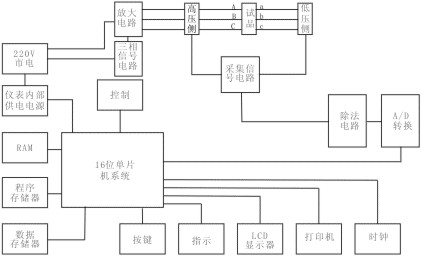 放大
电路
高
压
侧
A
B
C
试
品
a
b
c
低
压
侧
220V
市电
三相
信号
电路
采集信
号电路
仪表内部
供电电源
控制
除法
电路
A/D
转换
RAM
16位单片
机系统
程序
存储器
数据
存储器
按键
指示
LCD
显示器
打印机
时钟